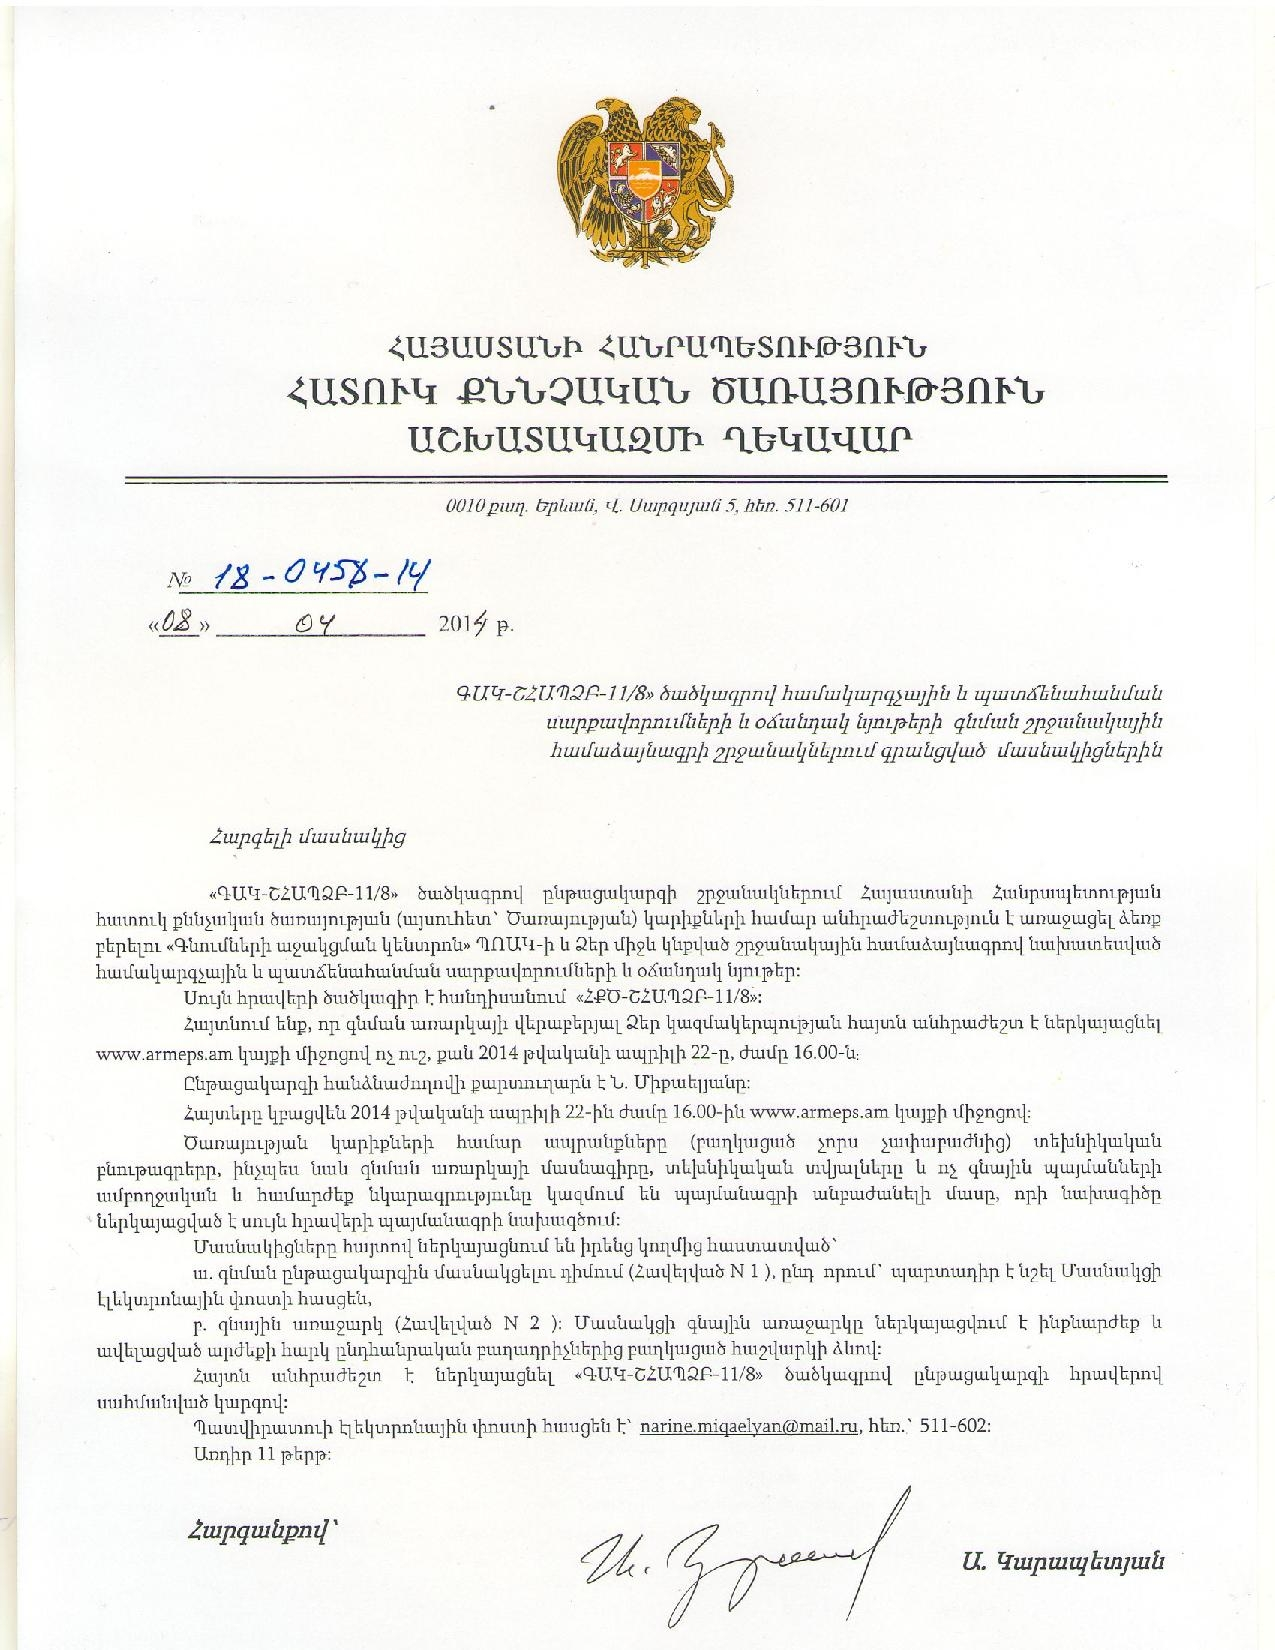 ՀԱՅԱՍՏԱՆԻ ՀԱՆՐԱՊԵՏՈՒԹՅՈՒՆ
ՀԱՏՈՒԿ ՔՆՆՉԱԿԱՆ ԾԱՌԱՅՈՒԹՅՈՒՆ
ԱՇԽԱՏԱԿԱԶՄԻ ՂԵԿԱՎԱՐ
0010 քաղ. Երևան, Վ. Սարգսյան 5, հեռ. 511-601
№ 18-0458-14
«08» 04 2014 թ.
ԳԱԿ-ՇՀԱՊՁԲ-11/8» ծածկագրով համակարգչային և պատճենահանման
սարքավորումների և օժանդակ նյութերի գնման շրջանակային
համաձայնագրի շրջանակներում գրանցված մասնակիցներին
Հարգելի մասնակից
«ԳԱԿ-ՇՀԱՊՁԲ-11/8» ծածկագրով ընթացակարգի շրջանակներում Հայաստանի Հանրապետության
հատուկ քննչական ծառայության (այսուհետ՝ Ծառայության) կարիքների համար անհրաժեշտություն է առաջացել ձեռք
բերելու «Գնումների աջակցման կենտրոն» ՊՈԱԿ-ի և Ձեր միջև կնքված շրջանակային համաձայնագրով նախատեսված
համակարգչային և պատճենահանման սարքավորումների և օժանդակ նյութեր:
Սույն հրավերի ծածկագիր է հանդիսանում «ՀՔԾ-ՇՀԱՊՁԲ-11/8»:
Հայտնում ենք, որ գնման առարկայի վերաբերյալ Ձեր կազմակերպության հայտն անհրաժեշտ է ներկայացնել
www.armeps.am կայքի միջոցով ոչ ուշ, քան 2014 թվականի ապրիլի 22-ը, ժամը 16.00-ն:
Ընթացակարգի հանձնաժողովի քարտուղարն է Ն. Միքաելյանը:
Հայտերը կբացվեն 2014 թվականի ապրիլի 22-ին ժամը 16.00-ին www.armeps.am կայքի միջոցով:
Ծառայության կարիքների համար ապրանքները (բաղկացած չորս չափաբաժնից) տեխնիկական
բնութագրերը, ինչպես նաև գնման առարկայի մասնագիրը, տեխնիկական տվյալները և ոչ գնային պայմանների
ամբողջական և համարժեք նկարագրությունը կազմում են պայմանագրի անբաժանելի մասը, որի նախագիծը
ներկայացված է սույն հրավերի պայմանագրի նախագծում:
Մասնակիցները հայտով ներկայացնում են իրենց կողմից հաստատված՝
ա. գնման ընթացակարգին մասնակցելու դիմում (Հավելված N 1 ), ընդ որում՝ պարտադիր է նշել Մասնակցի
էլեկտրոնային փոստի հասցեն,
բ. գնային առաջարկ (Հավելված N 2 ): Մասնակցի գնային առաջարկը ներկայացվում է ինքնարժեք և
ավելացված արժեքի հարկ ընդհանրական բաղադրիչներից բաղկացած հաշվարկի ձևով:
Հայտն անհրաժեշտ է ներկայացնել «ԳԱԿ-ՇՀԱՊՁԲ-11/8» ծածկագրով ընթացակարգի հրավերով
սահմանված կարգով:
Պատվիրատուի էլեկտրոնային փոստի հասցեն է՝ narine.miqaelyan@mail.ru, հեռ.՝ 511-602:
Առդիր 11 թերթ:
Հարգանքով՝
Ա. Կարապետյան